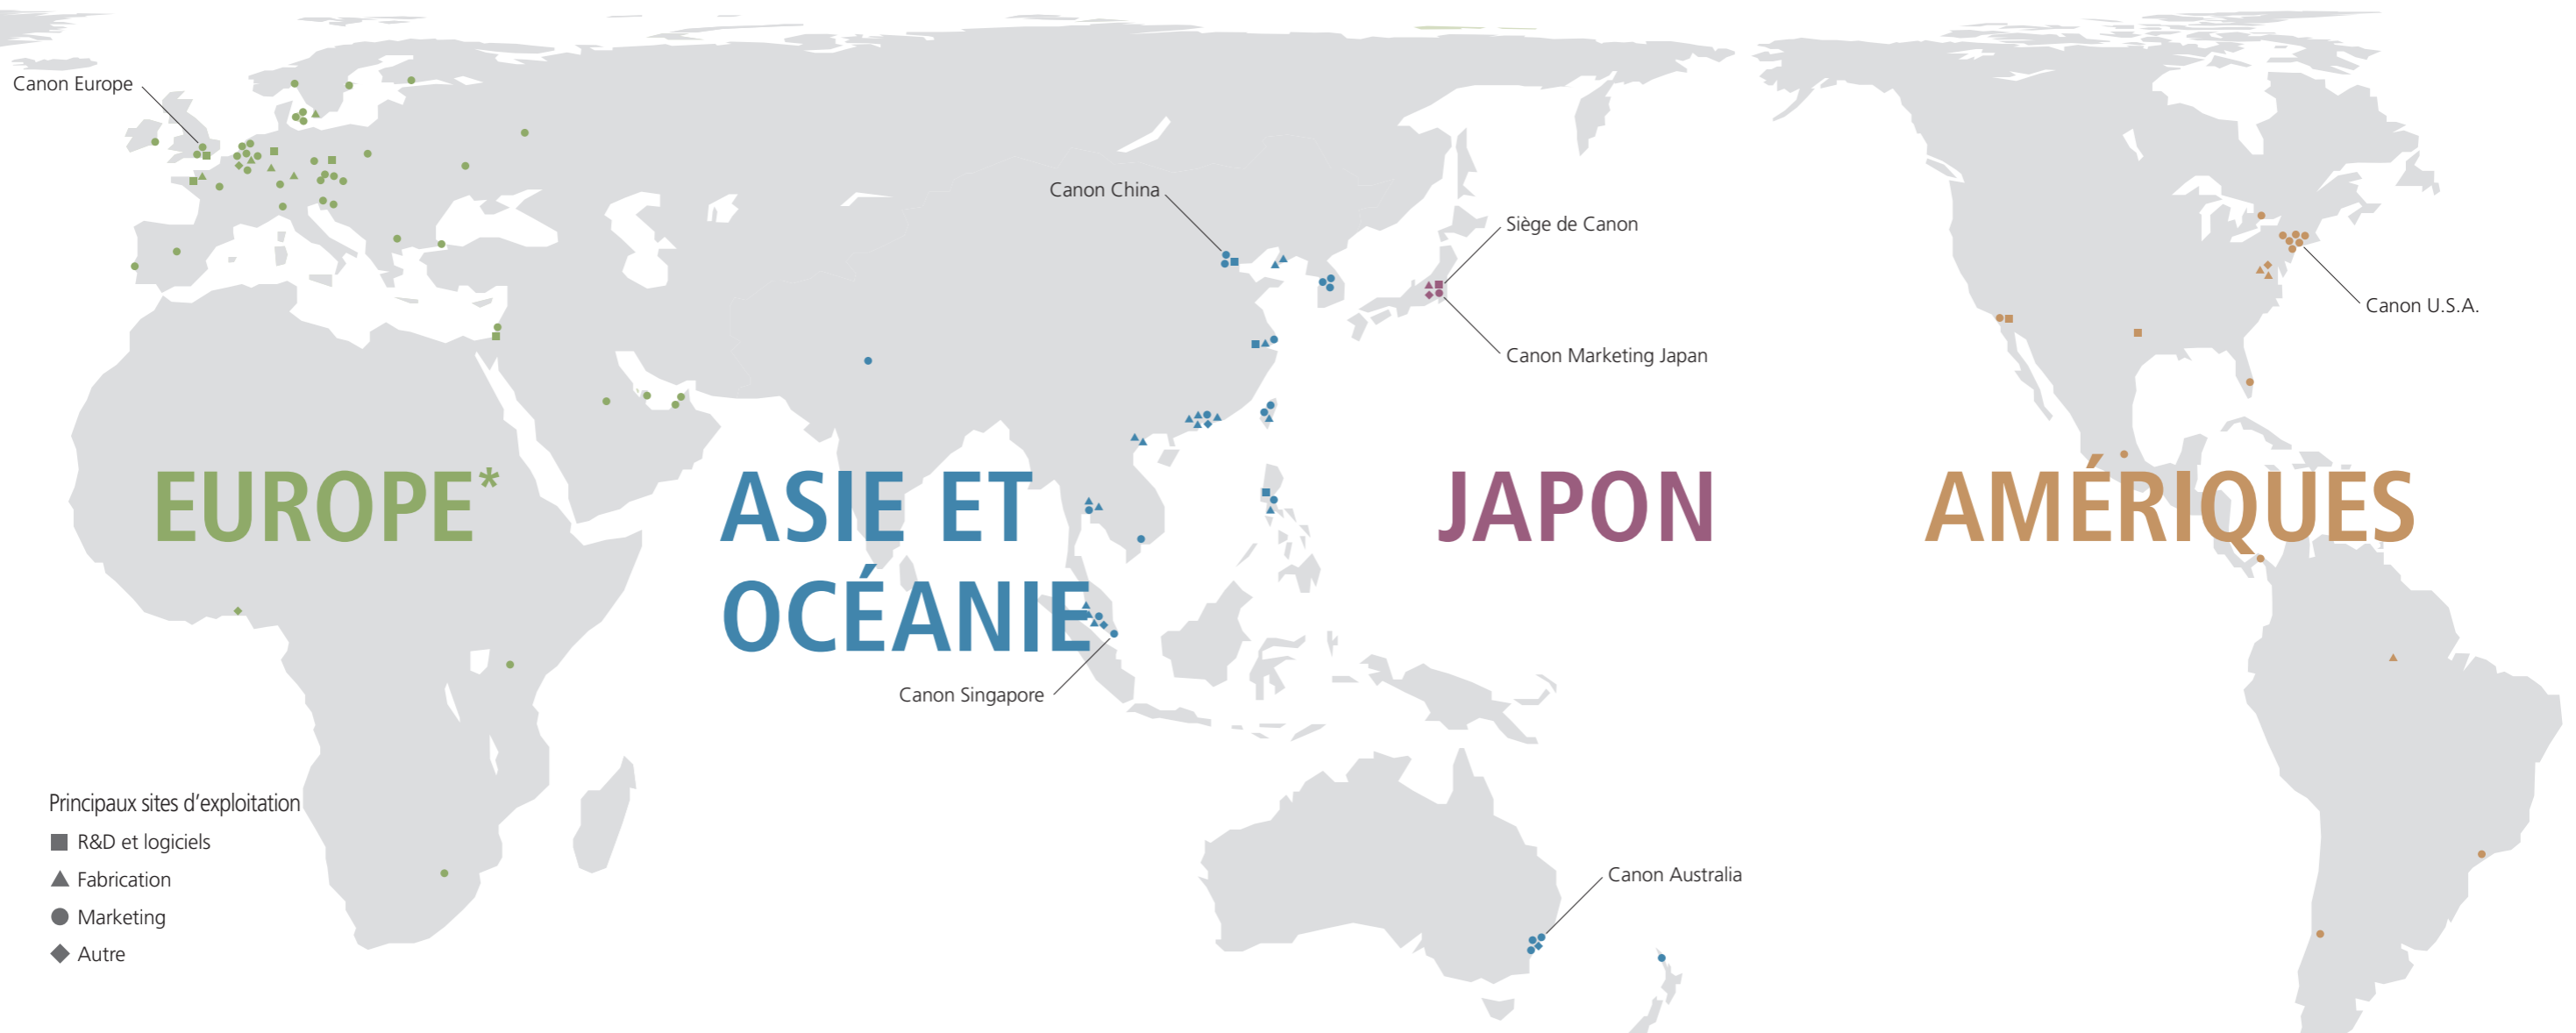 Canon Europe
Canon China
Siège de Canon
Canon U.S.A.
Canon Marketing Japan
EUROPE*
ASIE ET
OCÉANIE
JAPON
AMÉRIQUES
Canon Singapore
Principaux sites d’exploitation
R&D et logiciels
Fabrication
Marketing
Autre
Canon Australia